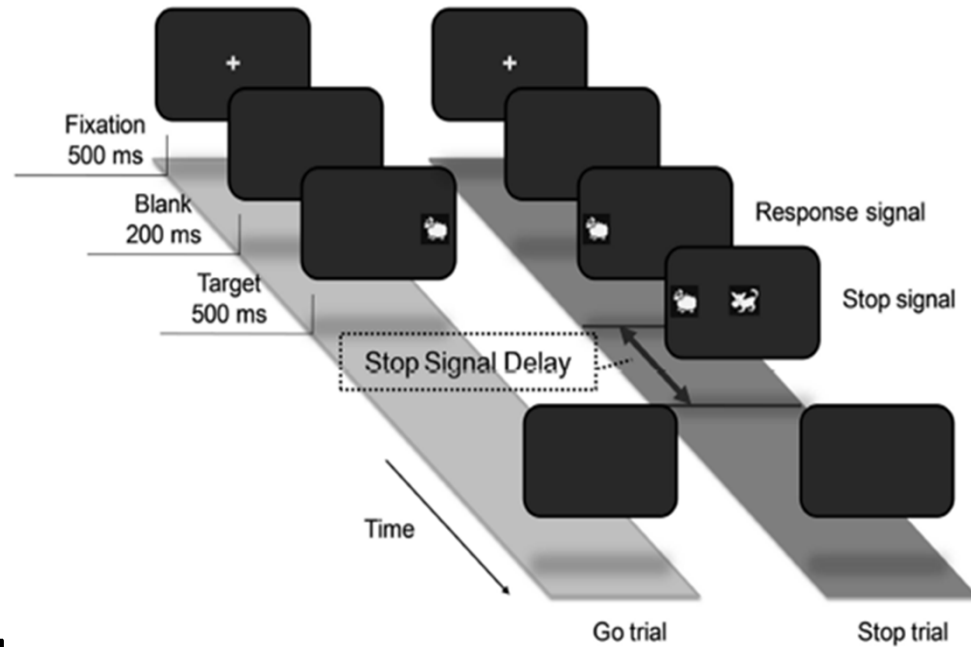 Fixation
500 ms
Blank
200 ms
Response signal
Target
500 ms
Stop signal
Stop Signal Delay
Time
Go trial
Stop trial